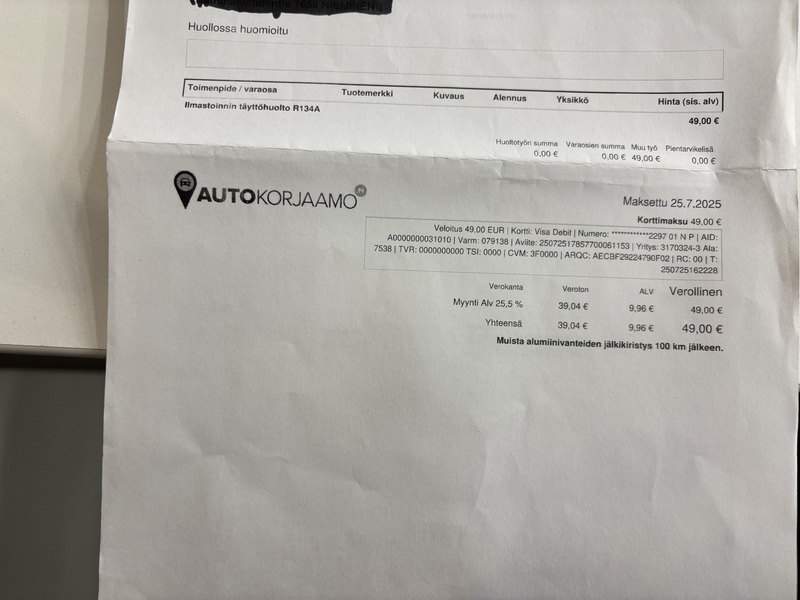 Huollossa huomioitu
Toimenpide / varaosa Tuotemerkki Kuvaus Alennus Yksikkö Hinta (sis. alv)
Ilmastoinnin täyttöhuolto R134A 49,00 €
Huoltotyön summa Varaosien summa Muu työ Pientarvikelisä
0,00 € 0,00 € 49,00 € 0,00 €
AUTOKORJAAMO
Maksettu 25.7.2025
Korttimaksu 49,00 €
Veloitus 49,00 EUR | Kortti: Visa Debit | Numero: ************2297 01 N P | AID:
A0000000031010 | Varm: 079138 | Aviite: 25072517857700061153 | Yritys: 3170324-3 Ala:
7538 | TVR: 0000000000 TSI: 0000 | CVM: 3F0000 | ARQC: AECBF29224790F02 | RC: 00 | T:
250725162228
Verokanta Veroton ALV Verollinen
Myynti Alv 25,5 % 39,04 € 9,96 € 49,00 €
Yhteensä 39,04 € 9,96 € 49,00 €
Muista alumiinivanteiden jälkikiristys 100 km jälkeen.